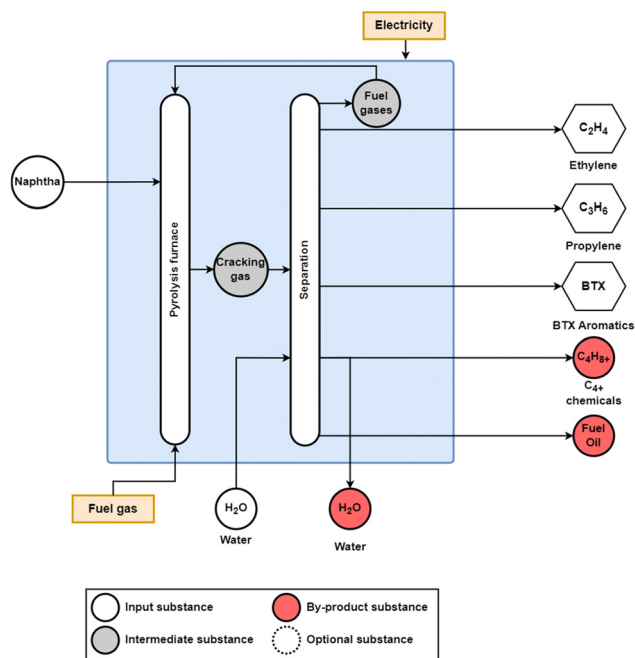 Electricity
Fuel
gases
C₂H₄
Ethylene
Naphtha
C₃H₆
Propylene
Pyrolysis furnace
Cracking
gas
Separation
BTX
BTX Aromatics
C₄H₈₊
C₄₊
chemicals
Fuel
Oil
Fuel gas
H₂O
Water
H₂O
Water
Input substance
By-product substance
Intermediate substance
Optional substance